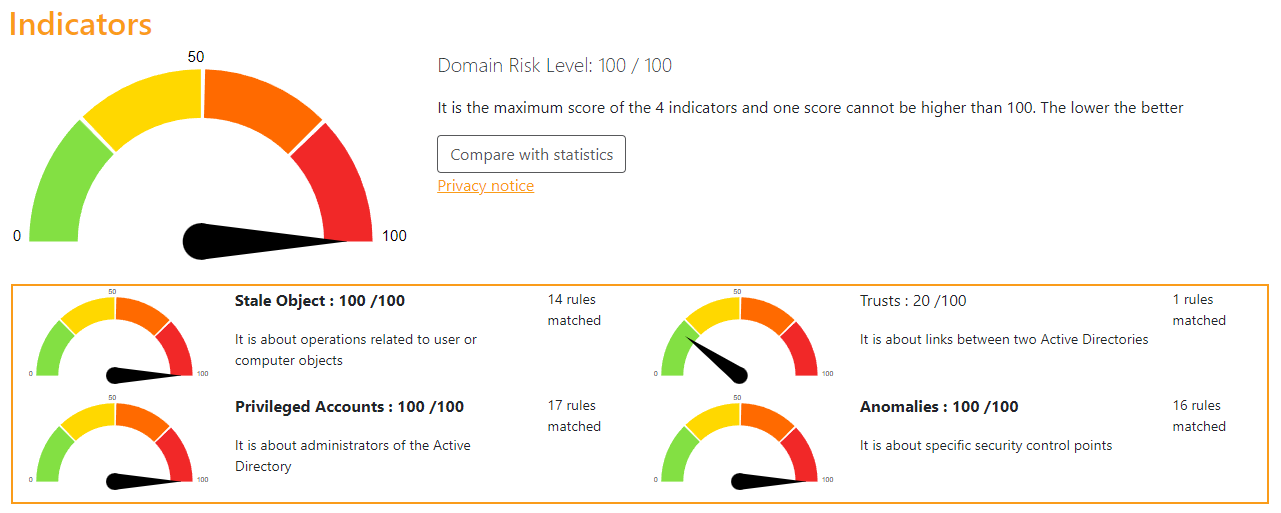 Indicators
50
0
100
Domain Risk Level: 100 / 100
It is the maximum score of the 4 indicators and one score cannot be higher than 100. The lower the better
Compare with statistics
Privacy notice
50
0
100
Stale Object : 100 /100
It is about operations related to user or
computer objects
14 rules
matched
50
0
100
Trusts : 20 /100
It is about links between two Active Directories
1 rules
matched
50
0
100
Privileged Accounts : 100 /100
It is about administrators of the Active
Directory
17 rules
matched
50
0
100
Anomalies : 100 /100
It is about specific security control points
16 rules
matched